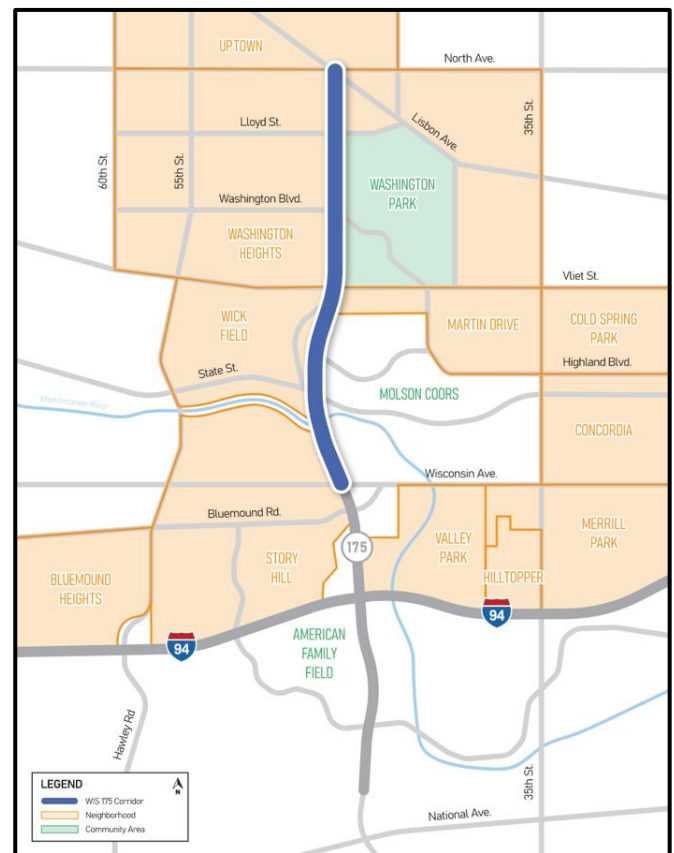 UPTOWN
North Ave.
Lloyd St.
Lisbon Ave.
35th St.
60th St.
55th St.
WASHINGTON
PARK
Washington Blvd.
WASHINGTON
HEIGHTS
Vliet St.
WICK
FIELD
MARTIN DRIVE
COLD SPRING
PARK
State St.
Highland Blvd.
MOLSON COORS
Menomonee River
CONCORDIA
Wisconsin Ave.
Bluemound Rd.
175
VALLEY
PARK
MERRILL
PARK
STORY
HILL
HILLTOPPER
BLUEMOUND
HEIGHTS
94
94
AMERICAN
FAMILY
FIELD
Hawley Rd
35th St.
LEGEND
N
WIS 175 Corridor
Neighborhood
Community Area
National Ave.